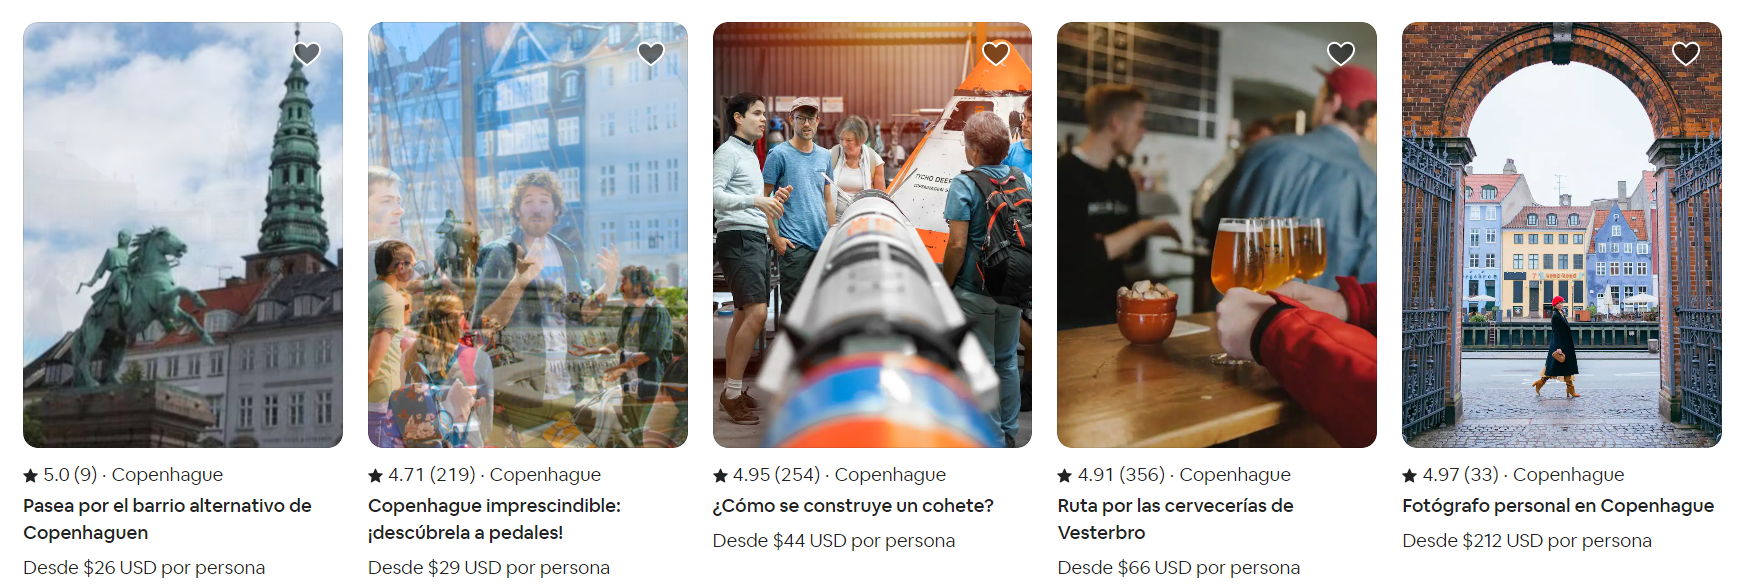 TYCHO DEEP
5.0 (9) · Copenhague
Pasea por el barrio alternativo de
Copenhaguen
Desde $26 USD por persona
4.71 (219) · Copenhague
Copenhague imprescindible:
¡descúbrela a pedales!
Desde $29 USD por persona
4.95 (254) · Copenhague
¿Cómo se construye un cohete?
Desde $44 USD por persona
4.91 (356) · Copenhague
Ruta por las cervecerías de
Vesterbro
Desde $66 USD por persona
4.97 (33) · Copenhague
Fotógrafo personal en Copenhague
Desde $212 USD por persona